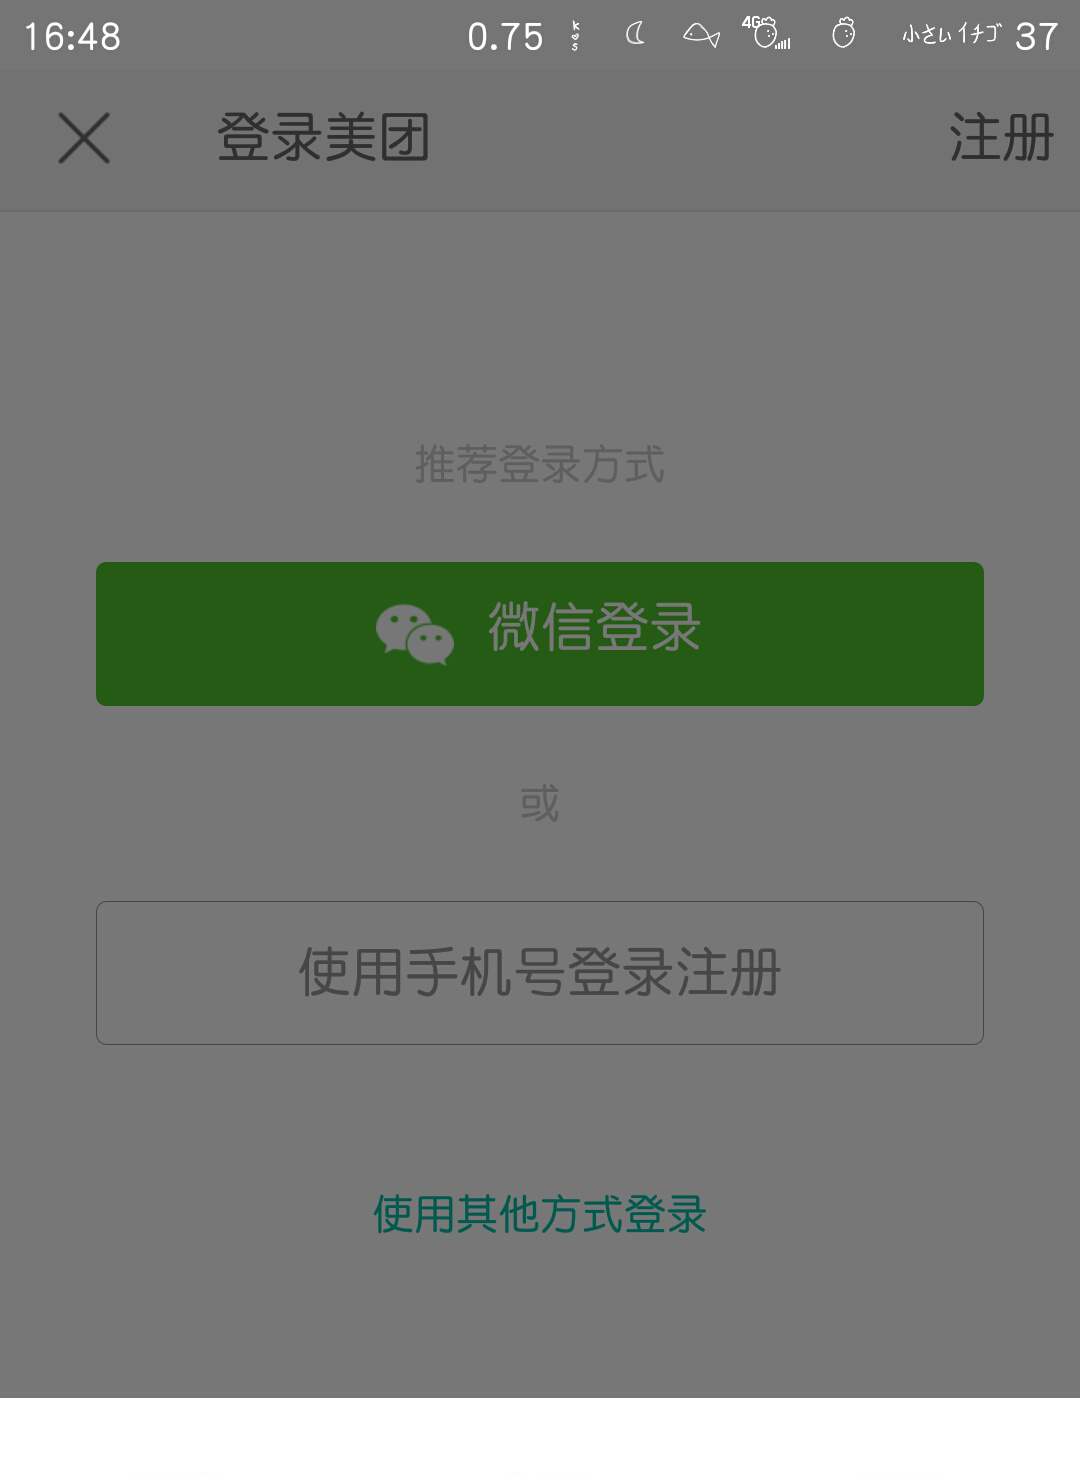 16:48 0.75 KS 4G 小さい イチゴ 37
登录美团 注册
推荐登录方式
微信登录
或
使用手机号登录注册
使用其他方式登录